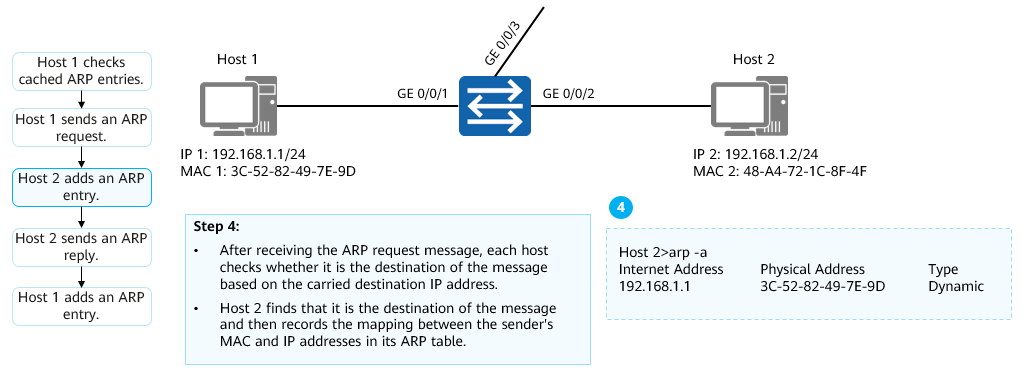 Host 1 checks
cached ARP entries.
Host 1 sends an ARP
request.
Host 2 adds an ARP
entry.
Host 2 sends an ARP
reply.
Host 1 adds an ARP
entry.
GE 0/0/3
Host 1
Host 2
GE 0/0/1
GE 0/0/2
IP 1: 192.168.1.1/24
MAC 1: 3C-52-82-49-7E-9D
IP 2: 192.168.1.2/24
MAC 2: 48-A4-72-1C-8F-4F
Step 4:
• After receiving the ARP request message, each host
checks whether it is the destination of the message
based on the carried destination IP address.
• Host 2 finds that it is the destination of the message
and then records the mapping between the sender's
MAC and IP addresses in its ARP table.
4
Host 2>arp -a
Internet Address Physical Address Type
192.168.1.1 3C-52-82-49-7E-9D Dynamic